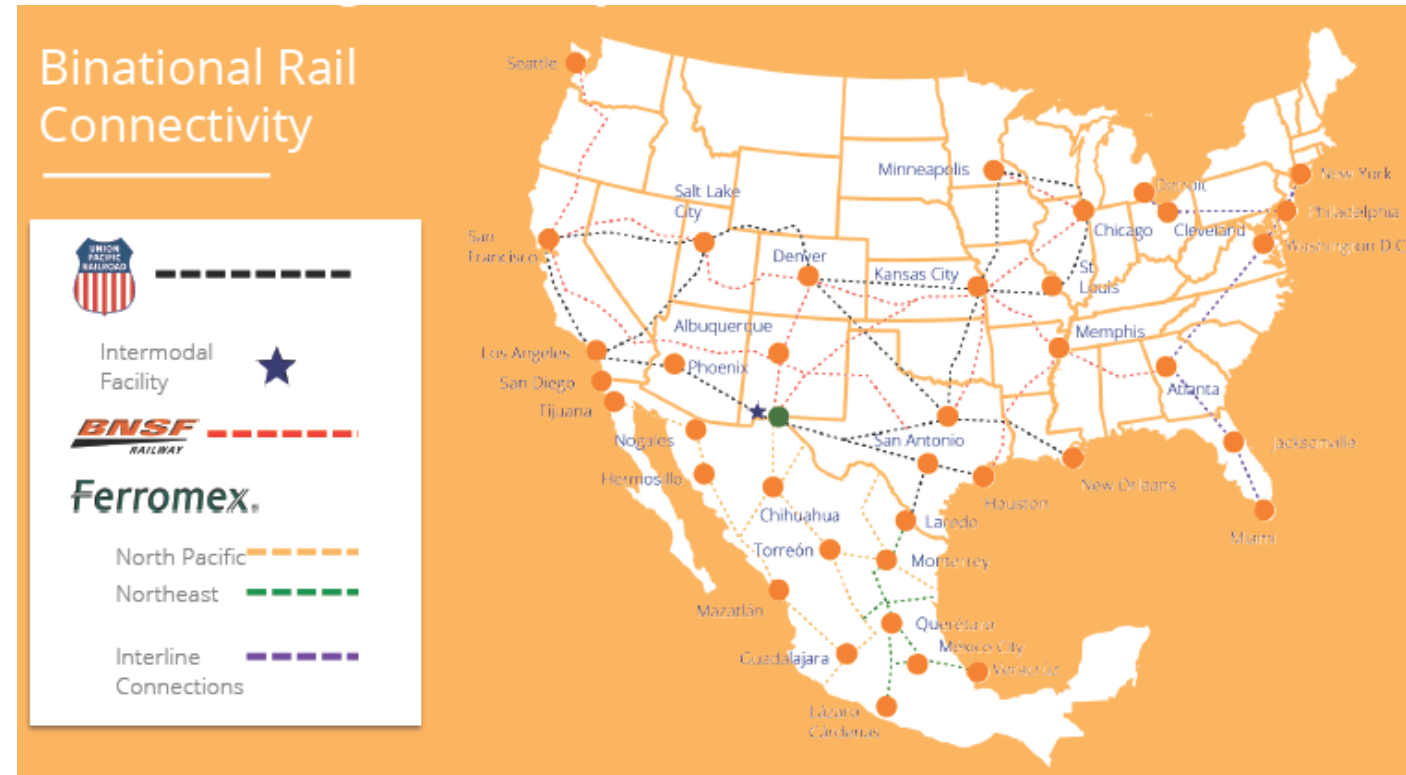 Binational Rail
Connectivity
UNION
PACIFIC
RAILROAD
Intermodal
Facility
BNSF
RAILWAY
Ferromex.
North Pacific
Northeast
Interline
Connections
Seattle
Minneapolis
Detroit
New York
Salt Lake
City
Philadelphia
Chicago
Cleveland
San
Francisco
Washington D.C
Denver
Kansas City
St
Louis
Albuquerque
Memphis
Los Angeles
Phoenix
San Diego
Atlanta
Tijuana
Nogales
San Antonio
Jacksonville
Hermosillo
New Orleans
Houston
Chihuahua
Laredo
Miami
Torreón
Monterrey
Mazatlán
Querétaro
Mexico City
Guadalajara
Veracruz
Lázaro
Cárdenas